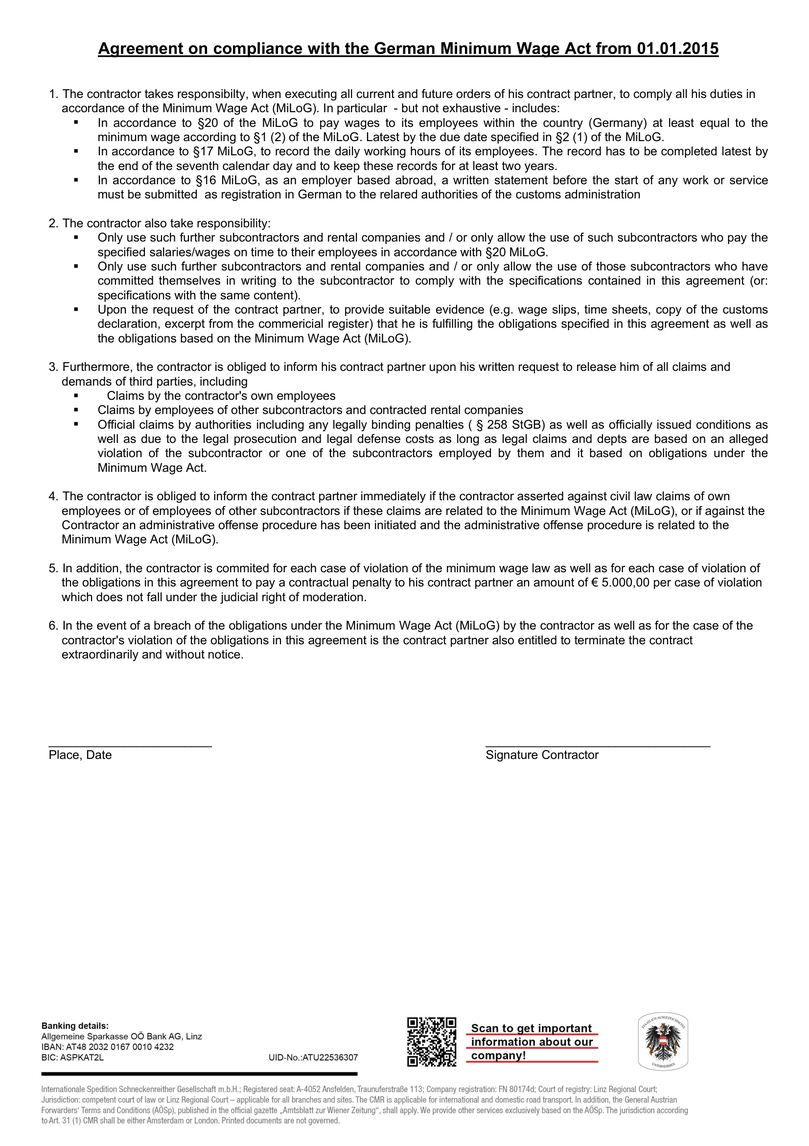 Agreement on compliance with the German Minimum Wage Act from 01.01.2015
1. The contractor takes responsibilty, when executing all current and future orders of his contract partner, to comply all his duties in
accordance of the Minimum Wage Act (MiLoG). In particular - but not exhaustive - includes:
▪ In accordance to §20 of the MiLoG to pay wages to its employees within the country (Germany) at least equal to the
minimum wage according to §1 (2) of the MiLoG. Latest by the due date specified in §2 (1) of the MiLoG.
▪ In accordance to §17 MiLoG, to record the daily working hours of its employees. The record has to be completed latest by
the end of the seventh calendar day and to keep these records for at least two years.
▪ In accordance to §16 MiLoG, as an employer based abroad, a written statement before the start of any work or service
must be submitted as registration in German to the relared authorities of the customs administration
2. The contractor also take responsibility:
▪ Only use such further subcontractors and rental companies and / or only allow the use of such subcontractors who pay the
specified salaries/wages on time to their employees in accordance with §20 MiLoG.
▪ Only use such further subcontractors and rental companies and / or only allow the use of those subcontractors who have
committed themselves in writing to the subcontractor to comply with the specifications contained in this agreement (or:
specifications with the same content).
▪ Upon the request of the contract partner, to provide suitable evidence (e.g. wage slips, time sheets, copy of the customs
declaration, excerpt from the commericial register) that he is fulfilling the obligations specified in this agreement as well as
the obligations based on the Minimum Wage Act (MiLoG).
3. Furthermore, the contractor is obliged to inform his contract partner upon his written request to release him of all claims and
demands of third parties, including
▪ Claims by the contractor's own employees
▪ Claims by employees of other subcontractors and contracted rental companies
▪ Official claims by authorities including any legally binding penalties ( § 258 StGB) as well as officially issued conditions as
well as due to the legal prosecution and legal defense costs as long as legal claims and depts are based on an alleged
violation of the subcontractor or one of the subcontractors employed by them and it based on obligations under the
Minimum Wage Act.
4. The contractor is obliged to inform the contract partner immediately if the contractor asserted against civil law claims of own
employees or of employees of other subcontractors if these claims are related to the Minimum Wage Act (MiLoG), or if against the
Contractor an administrative offense procedure has been initiated and the administrative offense procedure is related to the
Minimum Wage Act (MiLoG).
5. In addition, the contractor is commited for each case of violation of the minimum wage law as well as for each case of violation of
the obligations in this agreement to pay a contractual penalty to his contract partner an amount of € 5.000,00 per case of violation
which does not fall under the judicial right of moderation.
6. In the event of a breach of the obligations under the Minimum Wage Act (MiLoG) by the contractor as well as for the case of the
contractor's violation of the obligations in this agreement is the contract partner also entitled to terminate the contract
extraordinarily and without notice.
Place, Date Signature Contractor
Banking details:
Allgemeine Sparkasse OÖ Bank AG, Linz
IBAN: AT48 2032 0167 0010 4232
BIC: ASPKAT2L UID-No.:ATU22536307
Scan to get important
information about our
company!
Internationale Spedition Schneckenreither Gesellschaft m.b.H.; Registered seat: A-4052 Ansfelden, Traunuferstraße 113; Company registration: FN 80174d; Court of registry: Linz Regional Court;
Jurisdiction: competent court of law or Linz Regional Court – applicable for all branches and sites. The CMR is applicable for international and domestic road transport. In addition, the General Austrian
Forwarders' Terms and Conditions (AÖSp), published in the official gazette „Amtsblatt zur Wiener Zeitung", shall apply. We provide other services exclusively based on the AÖSp. The jurisdiction according
to Art. 31 (1) CMR shall be either Amsterdam or London. Printed documents are not governed.